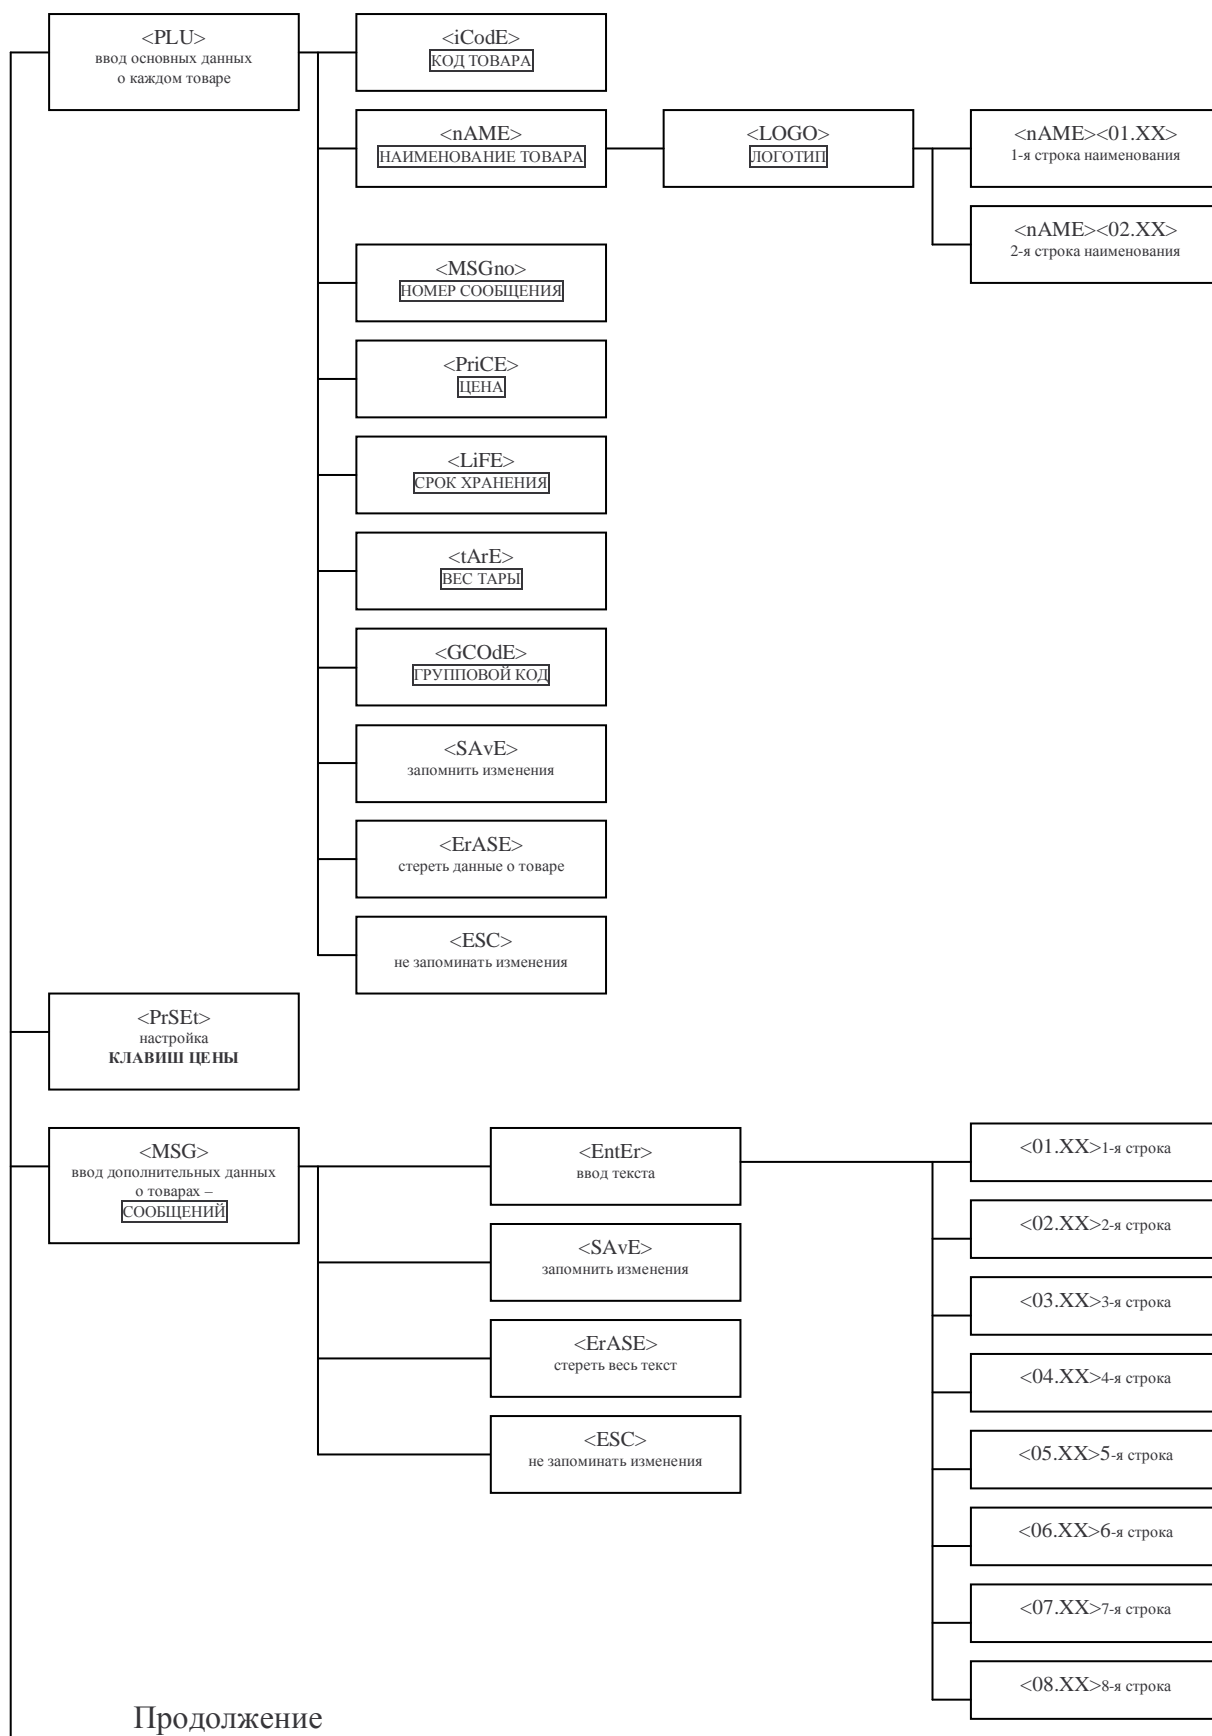 <PLU>
ввод основных данных
о каждом товаре
<iCodE>
КОД ТОВАРА
<nAME>
НАИМЕНОВАНИЕ ТОВАРА
<LOGO>
ЛОГОТИП
<nAME><01.XX>
1-я строка наименования
<nAME><02.XX>
2-я строка наименования
<MSGno>
НОМЕР СООБЩЕНИЯ
<PriCE>
ЦЕНА
<LiFE>
СРОК ХРАНЕНИЯ
<tArE>
ВЕС ТАРЫ
<GCOdE>
ГРУППОВОЙ КОД
<SAvE>
запомнить изменения
<ErASE>
стереть данные о товаре
<ESC>
не запоминать изменения
<PrSEt>
настройка
КЛАВИШ ЦЕНЫ
<MSG>
ввод дополнительных данных
о товарах –
СООБЩЕНИЙ
<EntEr>
ввод текста
<SAvE>
запомнить изменения
<ErASE>
стереть весь текст
<ESC>
не запоминать изменения
<01.XX>1-я строка
<02.XX>2-я строка
<03.XX>3-я строка
<04.XX>4-я строка
<05.XX>5-я строка
<06.XX>6-я строка
<07.XX>7-я строка
<08.XX>8-я строка
Продолжение